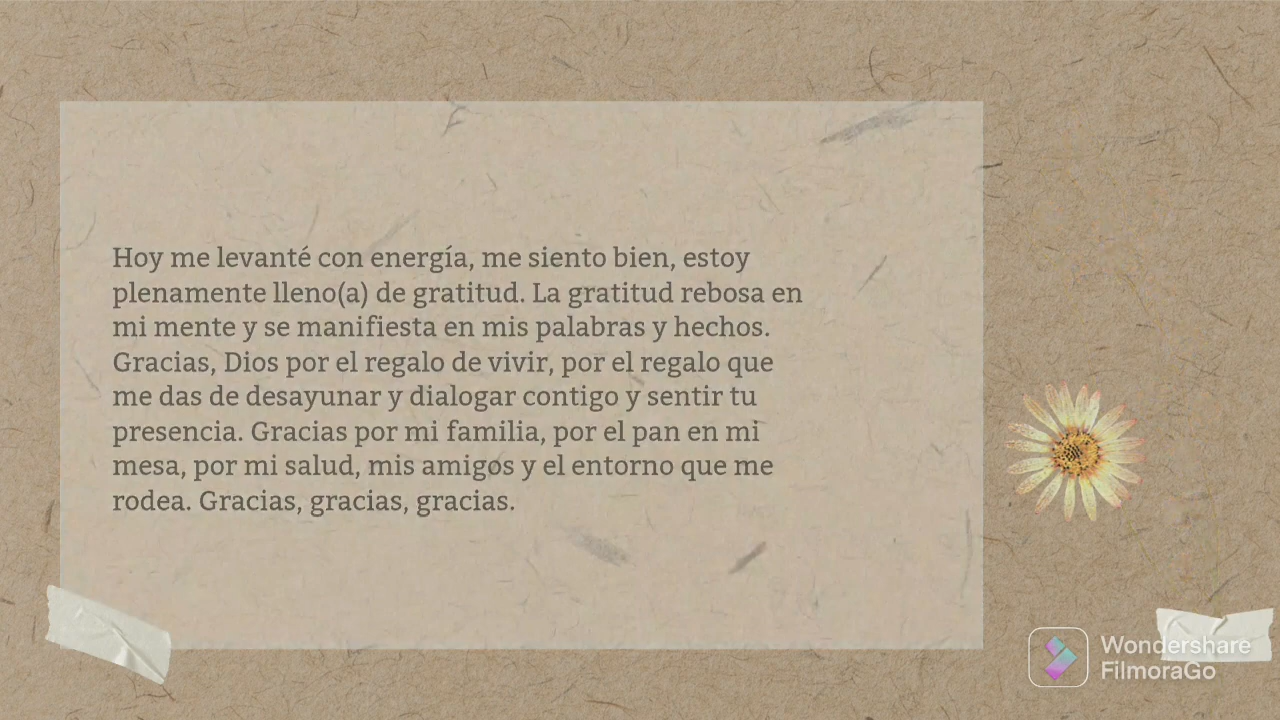 Hoy me levanté con energía, me siento bien, estoy
plenamente lleno(a) de gratitud. La gratitud rebosa en
mi mente y se manifiesta en mis palabras y hechos.
Gracias, Dios por el regalo de vivir, por el regalo que
me das de desayunar y dialogar contigo y sentir tu
presencia. Gracias por mi familia, por el pan en mi
mesa, por mi salud, mis amigos y el entorno que me
rodea. Gracias, gracias, gracias.
Wondershare
FilmoraGo